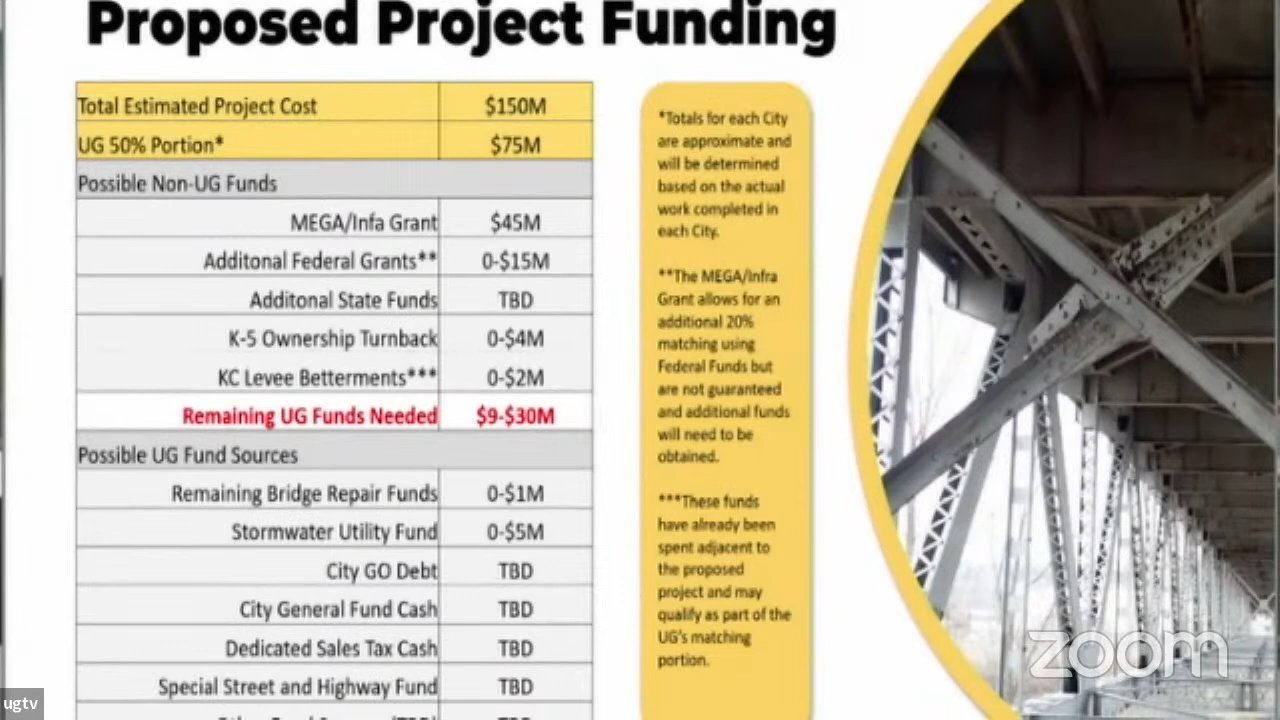 Proposed Project Funding
Total Estimated Project Cost $150M
UG 50% Portion* $75M
Possible Non-UG Funds
MEGA/Infa Grant $45M
Additonal Federal Grants** 0-$15M
Additonal State Funds TBD
K-5 Ownership Turnback 0-$4M
KC Levee Betterments*** 0-$2M
Remaining UG Funds Needed $9-$30M
Possible UG Fund Sources
Remaining Bridge Repair Funds 0-$1M
Stormwater Utility Fund 0-$5M
City GO Debt TBD
City General Fund Cash TBD
Dedicated Sales Tax Cash TBD
Special Street and Highway Fund TBD
*Totals for each City
are approximate and
will be determined
based on the actual
work completed in
each City.
**The MEGA/Infra
Grant allows for an
additional 20%
matching using
Federal Funds but
are not guaranteed
and additional funds
will need to be
obtained.
***These funds
have already been
spent adjacent to
the proposed
project and may
qualify as part of the
UG's matching
portion.
zoom
ugtv